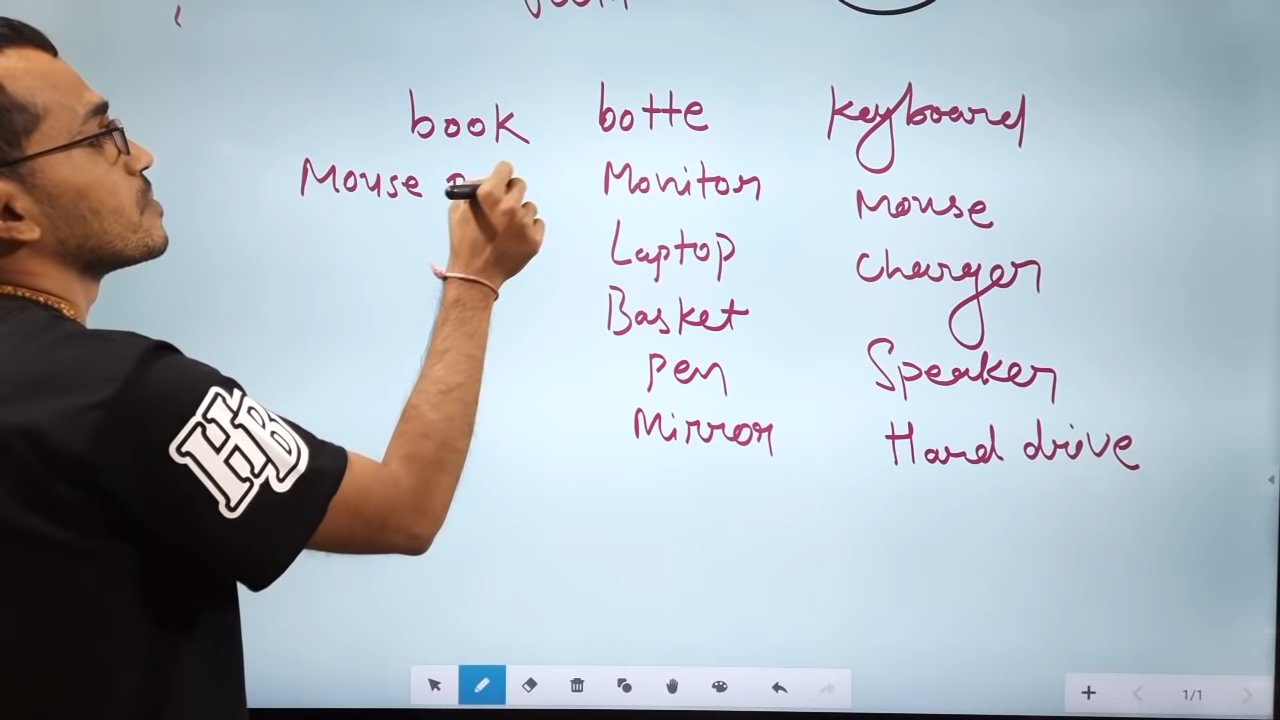 book botte keyboard
Mouse Monitor Mouse
Laptop Charger
Basket
Pen Speaker
Mirror Hard drive
HB
1/1